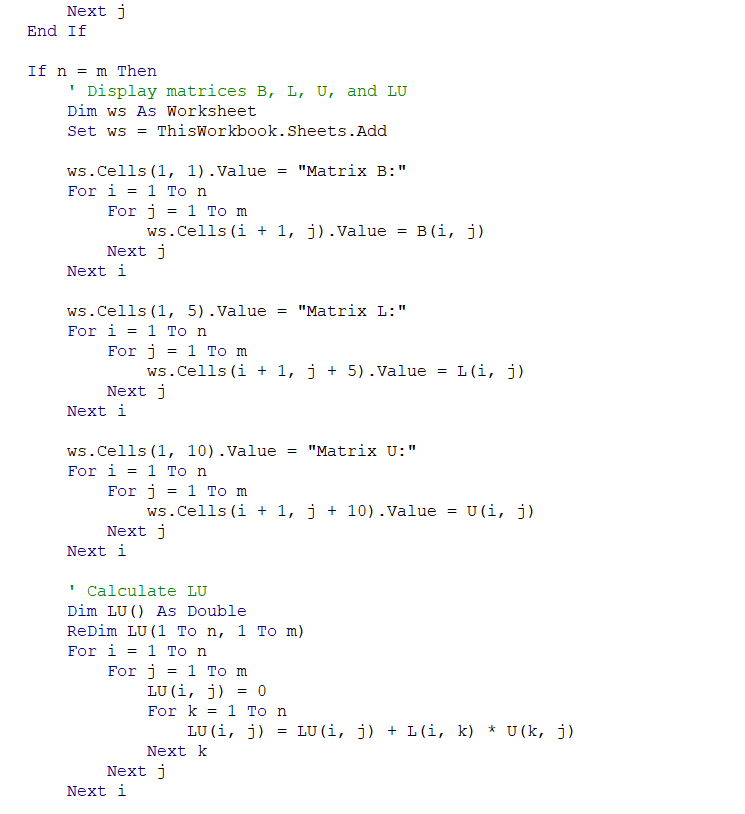 Next j
    End If

    If n = m Then
        ' Display matrices B, L, U, and LU
        Dim ws As Worksheet
        Set ws = ThisWorkbook.Sheets.Add

        ws.Cells(1, 1).Value = "Matrix B:"
        For i = 1 To n
            For j = 1 To m
                ws.Cells(i + 1, j).Value = B(i, j)
            Next j
        Next i

        ws.Cells(1, 5).Value = "Matrix L:"
        For i = 1 To n
            For j = 1 To m
                ws.Cells(i + 1, j + 5).Value = L(i, j)
            Next j
        Next i

        ws.Cells(1, 10).Value = "Matrix U:"
        For i = 1 To n
            For j = 1 To m
                ws.Cells(i + 1, j + 10).Value = U(i, j)
            Next j
        Next i

        ' Calculate LU
        Dim LU() As Double
        ReDim LU(1 To n, 1 To m)
        For i = 1 To n
            For j = 1 To m
                LU(i, j) = 0
                For k = 1 To n
                    LU(i, j) = LU(i, j) + L(i, k) * U(k, j)
                Next k
            Next j
        Next i